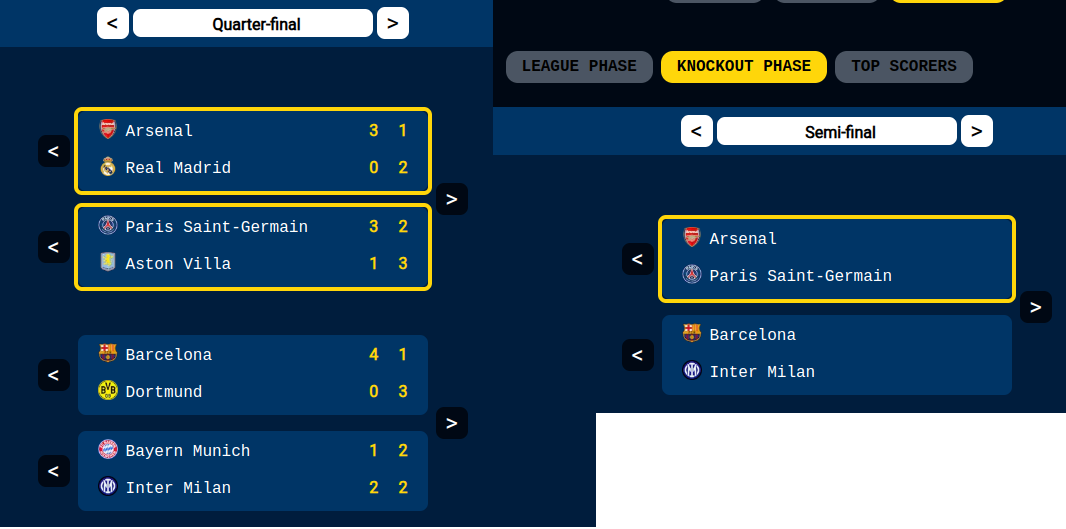 < Quarter-final >
< Arsenal 3 1
Real Madrid 0 2
>
< Paris Saint-Germain 3 2
Aston Villa 1 3
< Barcelona 4 1
Dortmund 0 3
>
< Bayern Munich 1 2
Inter Milan 2 2
LEAGUE PHASE KNOCKOUT PHASE TOP SCORERS
< Semi-final >
< Arsenal
Paris Saint-Germain
>
< Barcelona
Inter Milan